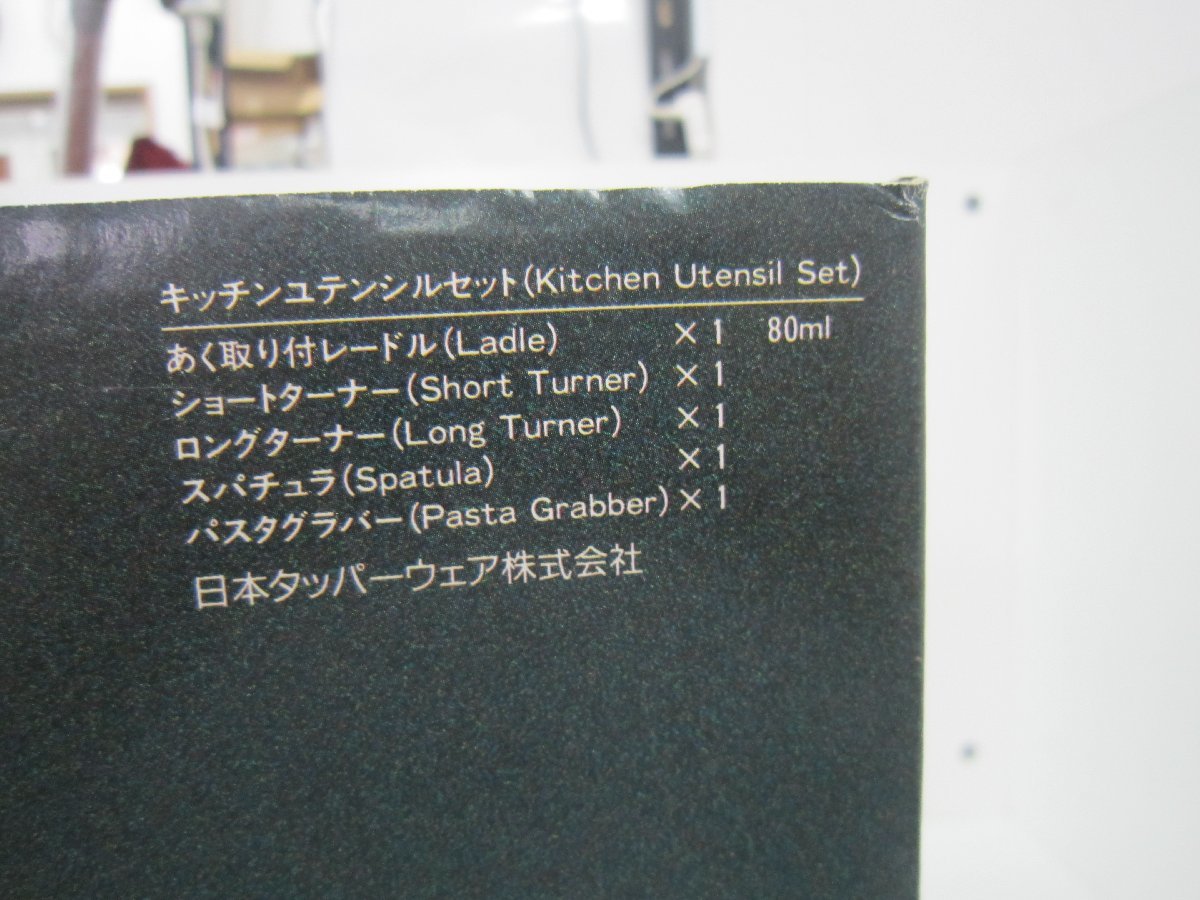 キッチンユテンシルセット(Kitchen Utensil Set)
あく取り付レードル(Ladle) ×1 80ml
ショートターナー(Short Turner) ×1
ロングターナー(Long Turner) ×1
スパチュラ(Spatula) ×1
パスタグラバー(Pasta Grabber)×1
日本タッパーウェア株式会社